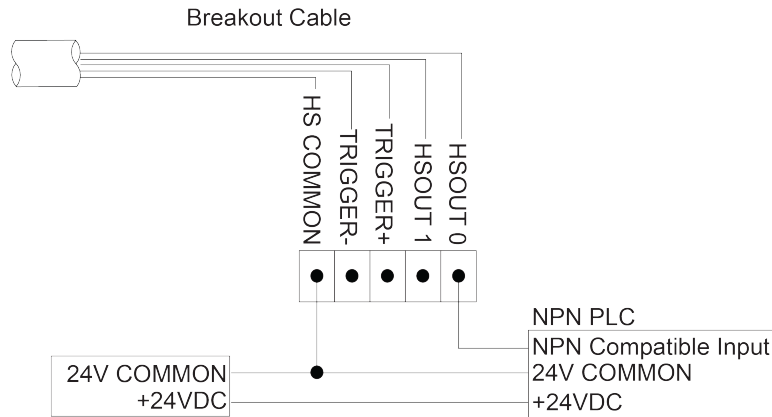 Breakout Cable
HS COMMON
TRIGGER-
TRIGGER+
HSOUT 1
HSOUT 0
NPN PLC
NPN Compatible Input
24V COMMON
+24VDC
24V COMMON
+24VDC